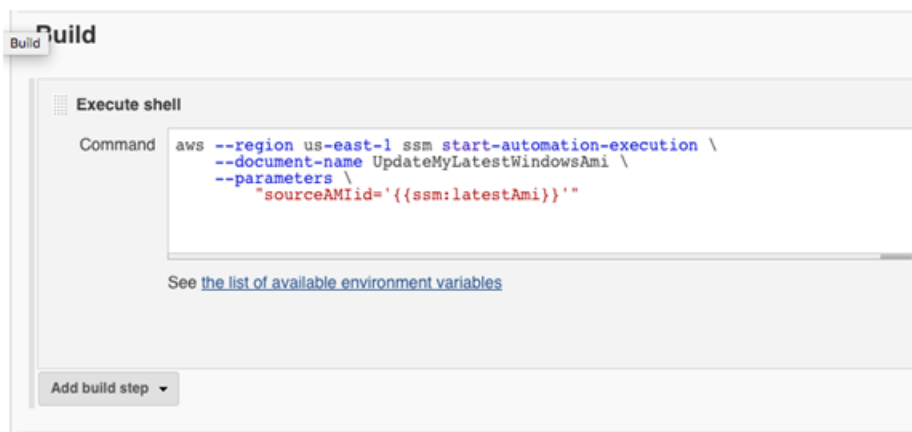 Build
Build
Execute shell
Command
aws --region us-east-1 ssm start-automation-execution \
--document-name UpdateMyLatestWindowsAmi \
--parameters \
"sourceAMIid='{{ssm:latestAmi}}'"
See the list of available environment variables
Add build step